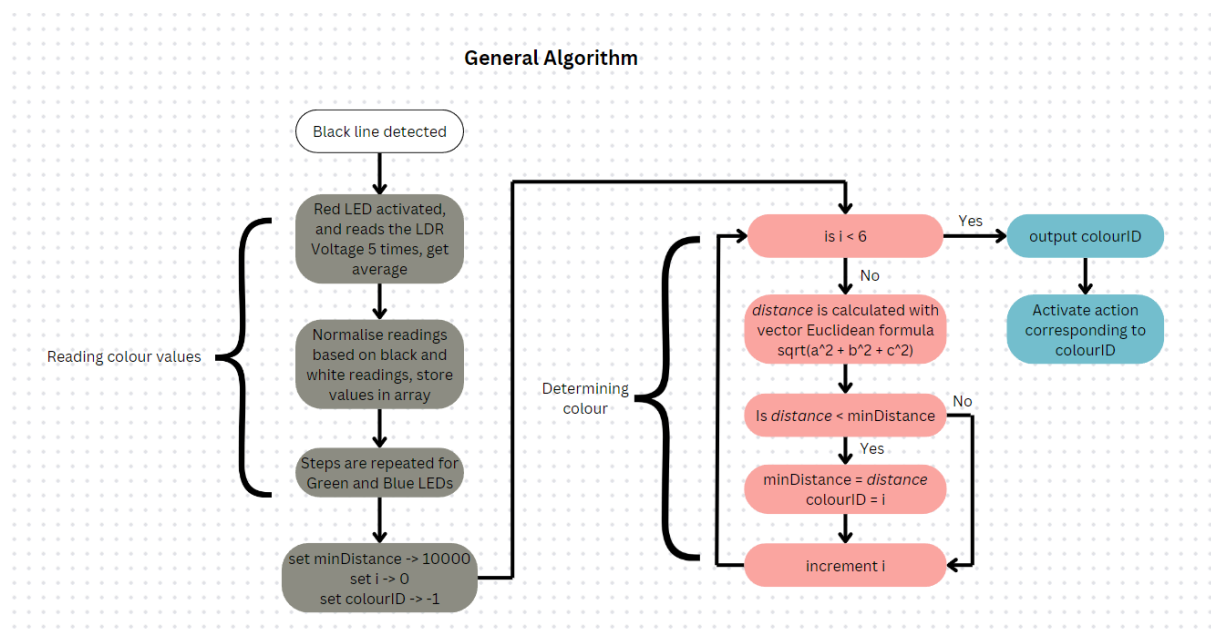 General Algorithm
Black line detected
Red LED activated,
and reads the LDR
Voltage 5 times, get
average
Reading colour values
Normalise readings
based on black and
white readings, store
values in array
Steps are repeated for
Green and Blue LEDs
set minDistance -> 10000
set i -> 0
set colourID -> -1
Determining
colour
is i < 6
Yes
output colourID
Activate action
corresponding to
colourID
No
distance is calculated with
vector Euclidean formula
sqrt(a^2 + b^2 + c^2)
Is distance < minDistance
No
Yes
minDistance = distance
colourID = i
increment i